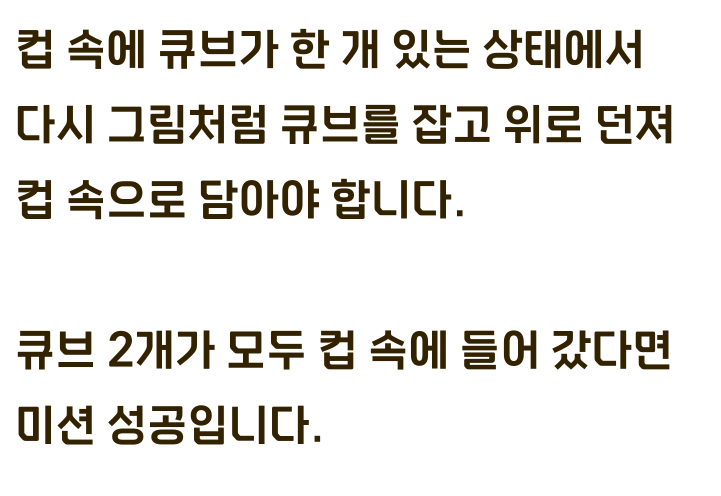 컵 속에 큐브가 한 개 있는 상태에서
다시 그림처럼 큐브를 잡고 위로 던져
컵 속으로 담아야 합니다.
큐브 2개가 모두 컵 속에 들어 갔다면
미션 성공입니다.